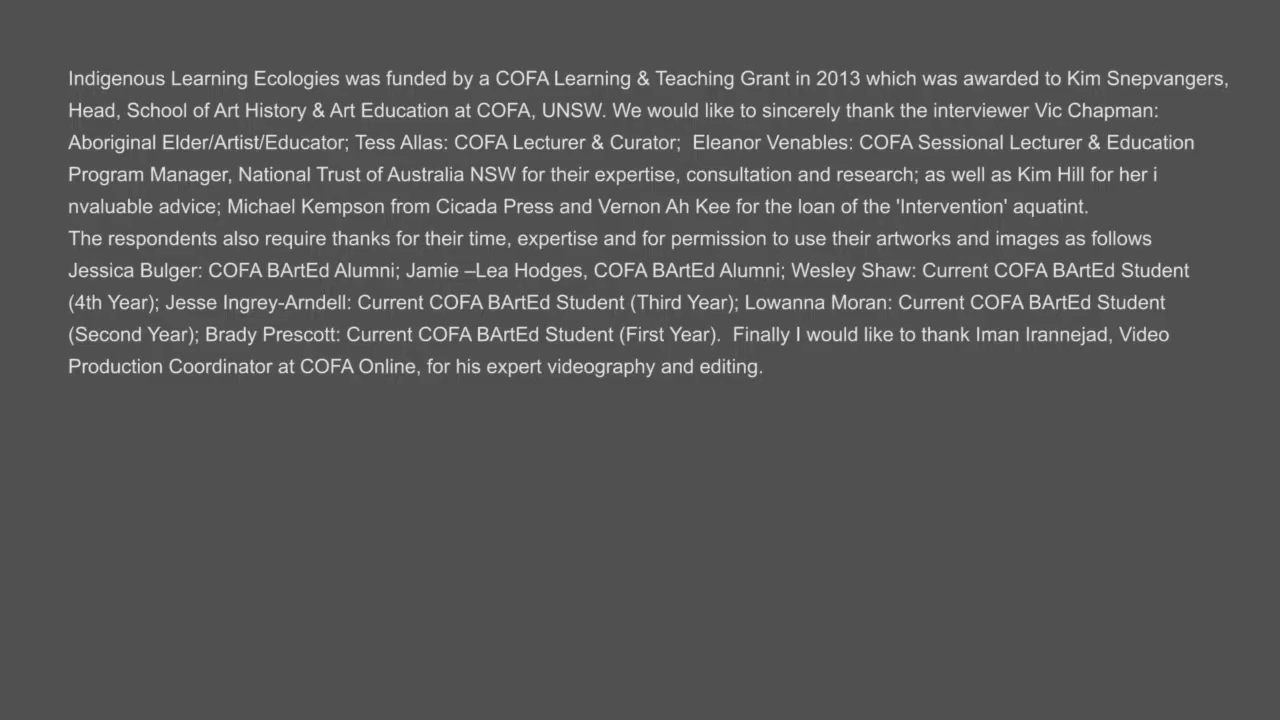 Indigenous Learning Ecologies was funded by a COFA Learning & Teaching Grant in 2013 which was awarded to Kim Snepvangers,
Head, School of Art History & Art Education at COFA, UNSW. We would like to sincerely thank the interviewer Vic Chapman:
Aboriginal Elder/Artist/Educator; Tess Allas: COFA Lecturer & Curator;  Eleanor Venables: COFA Sessional Lecturer & Education
Program Manager, National Trust of Australia NSW for their expertise, consultation and research; as well as Kim Hill for her i
nvaluable advice; Michael Kempson from Cicada Press and Vernon Ah Kee for the loan of the 'Intervention' aquatint.
The respondents also require thanks for their time, expertise and for permission to use their artworks and images as follows
Jessica Bulger: COFA BArtEd Alumni; Jamie –Lea Hodges, COFA BArtEd Alumni; Wesley Shaw: Current COFA BArtEd Student
(4th Year); Jesse Ingrey-Arndell: Current COFA BArtEd Student (Third Year); Lowanna Moran: Current COFA BArtEd Student
(Second Year); Brady Prescott: Current COFA BArtEd Student (First Year).  Finally I would like to thank Iman Irannejad, Video
Production Coordinator at COFA Online, for his expert videography and editing.